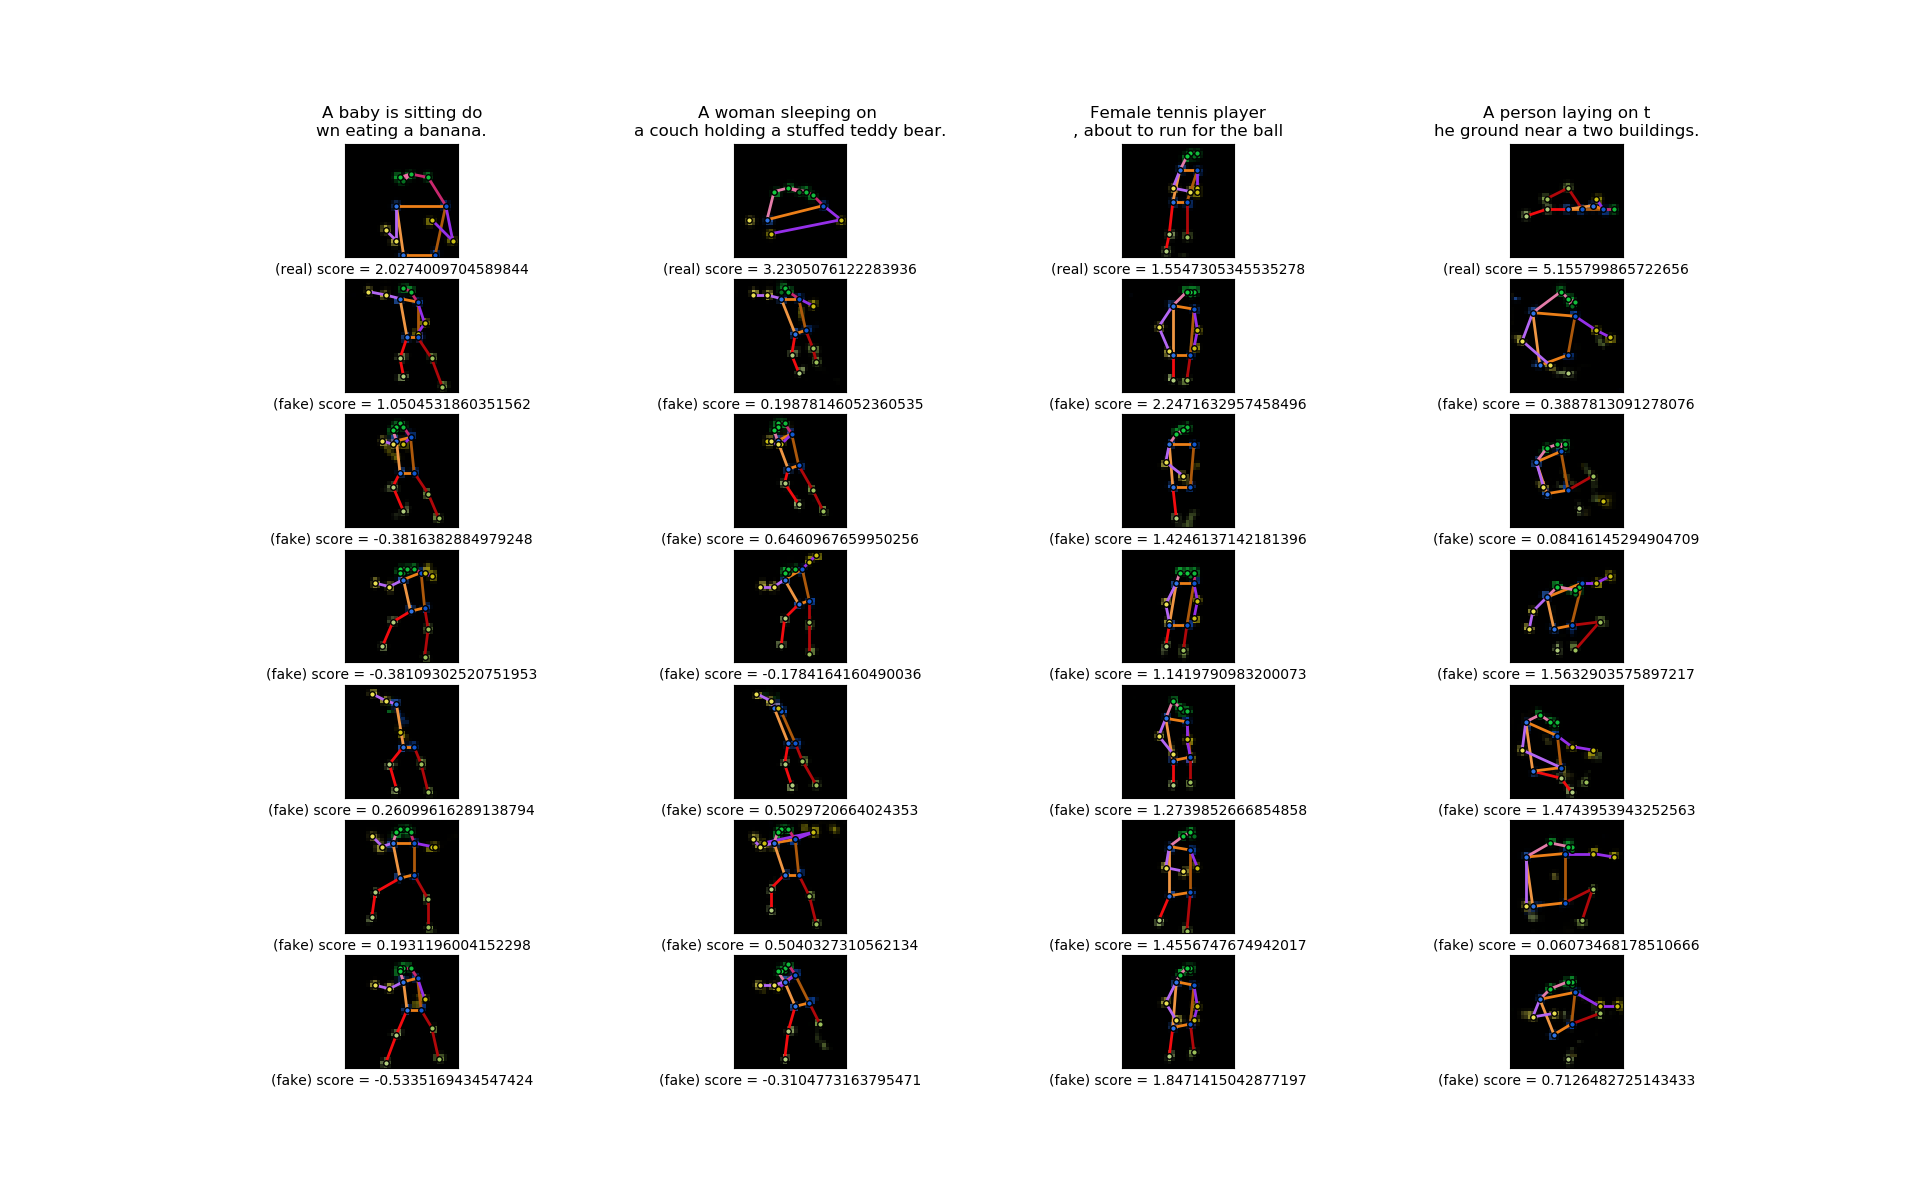 A baby is sitting do
wn eating a banana.
A woman sleeping on
a couch holding a stuffed teddy bear.
Female tennis player
, about to run for the ball
A person laying on t
he ground near a two buildings.
(real) score = 2.0274009704589844
(real) score = 3.2305076122283936
(real) score = 1.5547305345535278
(real) score = 5.155799865722656
(fake) score = 1.0504531860351562
(fake) score = 0.19878146052360535
(fake) score = 2.2471632957458496
(fake) score = 0.3887813091278076
(fake) score = -0.3816382884979248
(fake) score = 0.6460967659950256
(fake) score = 1.4246137142181396
(fake) score = 0.08416145294904709
(fake) score = -0.38109302520751953
(fake) score = -0.1784164160490036
(fake) score = 1.1419790983200073
(fake) score = 1.5632903575897217
(fake) score = 0.26099616289138794
(fake) score = 0.5029720664024353
(fake) score = 1.2739852666854858
(fake) score = 1.4743953943252563
(fake) score = 0.1931196004152298
(fake) score = 0.5040327310562134
(fake) score = 1.4556747674942017
(fake) score = 0.06073468178510666
(fake) score = -0.5335169434547424
(fake) score = -0.3104773163795471
(fake) score = 1.8471415042877197
(fake) score = 0.7126482725143433